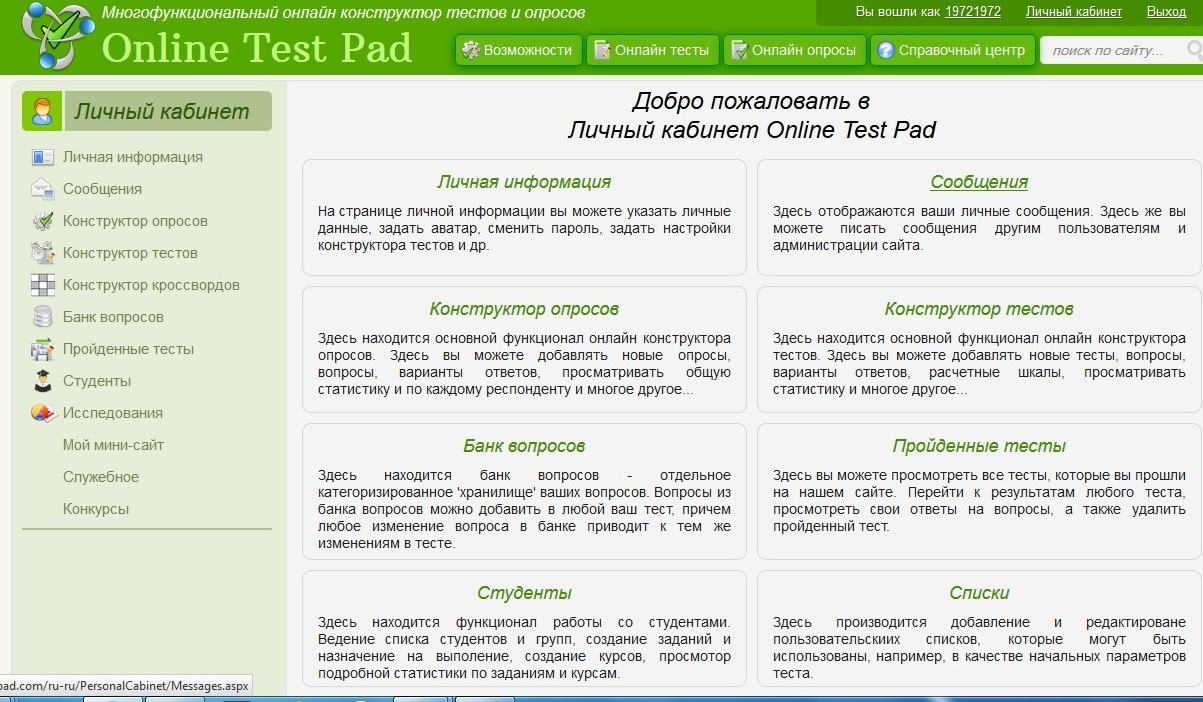 Многофункциональный онлайн конструктор тестов и опросов
Вы вошли как 19721972 Личный кабинет Выход
Online Test Pad
Возможности Онлайн тесты Онлайн опросы Справочный центр поиск по сайту...
Личный кабинет
Личная информация
Сообщения
Конструктор опросов
Конструктор тестов
Конструктор кроссвордов
Банк вопросов
Пройденные тесты
Студенты
Исследования
Мой мини-сайт
Служебное
Конкурсы
Добро пожаловать в
Личный кабинет Online Test Pad
Личная информация
На странице личной информации вы можете указать личные
данные, задать аватар, сменить пароль, задать настройки
конструктора тестов и др.
Сообщения
Здесь отображаются ваши личные сообщения. Здесь же вы
можете писать сообщения другим пользователям и
администрации сайта.
Конструктор опросов
Здесь находится основной функционал онлайн конструктора
опросов. Здесь вы можете добавлять новые опросы,
вопросы, варианты ответов, просматривать общую
статистику и по каждому респонденту и многое другое...
Конструктор тестов
Здесь находится основной функционал онлайн конструктора
тестов. Здесь вы можете добавлять новые тесты, вопросы,
варианты ответов, расчетные шкалы, просматривать
статистику и многое другое...
Банк вопросов
Здесь находится банк вопросов - отдельное
категоризированное 'хранилище' ваших вопросов. Вопросы из
банка вопросов можно добавить в любой ваш тест, причем
любое изменение вопроса в банке приводит к тем же
изменениям в тесте.
Пройденные тесты
Здесь вы можете просмотреть все тесты, которые вы прошли
на нашем сайте. Перейти к результатам любого теста,
просмотреть свои ответы на вопросы, а также удалить
пройденный тест.
Студенты
Здесь находится функционал работы со студентами.
Ведение списка студентов и групп, создание заданий и
назначение на выполение, создание курсов, просмотр
подробной статистики по заданиям и курсам.
Списки
Здесь производится добавление и редактироване
пользовательскиих списков, которые могут быть
использованы, например, в качестве начальных параметров
теста.
pad.com/ru-ru/PersonalCabinet/Messages.aspx